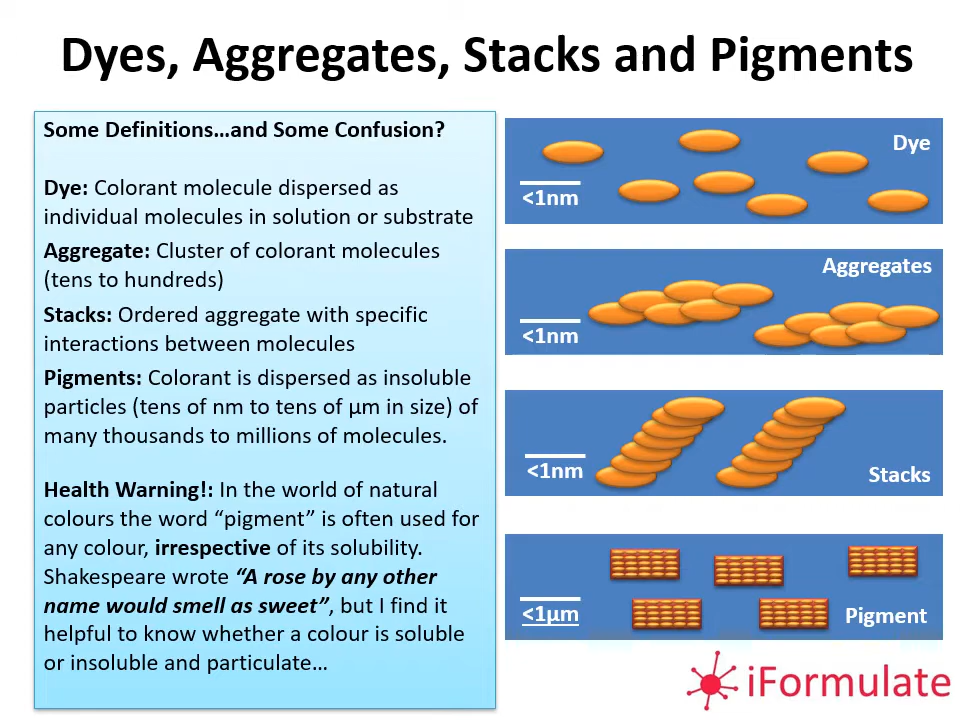 Dyes, Aggregates, Stacks and Pigments
Some Definitions…and Some Confusion?
Dye: Colorant molecule dispersed as
individual molecules in solution or substrate
Aggregate: Cluster of colorant molecules
(tens to hundreds)
Stacks: Ordered aggregate with specific
interactions between molecules
Pigments: Colorant is dispersed as insoluble
particles (tens of nm to tens of µm in size) of
many thousands to millions of molecules.
Health Warning!: In the world of natural
colours the word “pigment” is often used for
any colour, irrespective of its solubility.
Shakespeare wrote “A rose by any other
name would smell as sweet”, but I find it
helpful to know whether a colour is soluble
or insoluble and particulate…
Dye
<1nm
Aggregates
<1nm
<1nm
Stacks
<1µm
Pigment
iFormulate